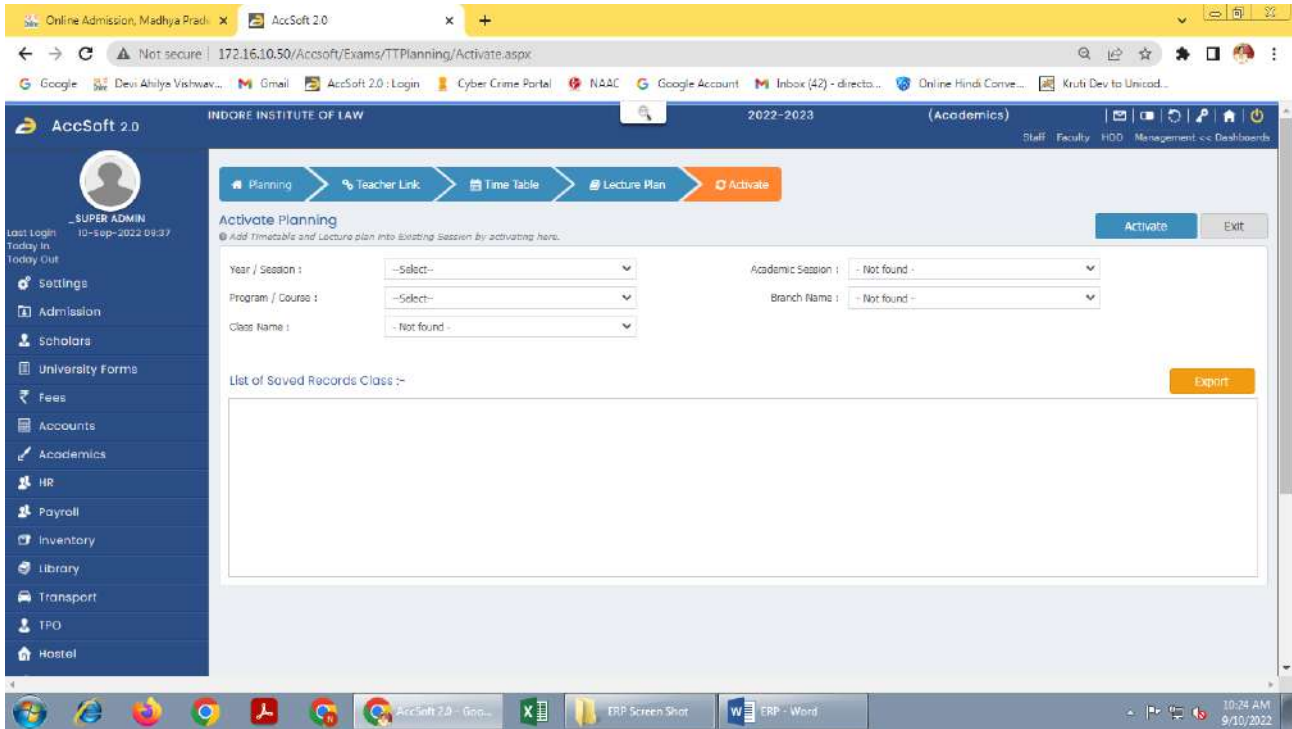 Online Admission, Madhya Prad
AccSoft 2.0
Not secure | 172.16.10.50/Accsoft/Exams/TTPlanning/Activate.aspx
Google
Devi Ahilya Vishwav...
Gmail
AccSoft 2.0 : Login
Cyber Crime Portal
NAAC
Google Account
Inbox (42) - directo...
Online Hindi Conve...
Kruti Dev to Unicod...
AccSoft 2.0
INDORE INSTITUTE OF LAW
2022-2023
(Academics)
Staff Faculty HOD Management << Dashboards
Planning
Teacher Link
Time Table
Lecture Plan
Activate
_SUPER ADMIN
Last Login 10-Sep-2022 09:37
Today In
Today Out
Activate Planning
Add Timetable and Lecture plan into Existing Session by activating here.
Activate
Exit
Year / Session :
--Select--
Academic Session :
- Not found -
Program / Course :
--Select--
Branch Name :
- Not found -
Class Name :
- Not found -
List of Saved Records Class :-
Export
Settings
Admission
Scholars
University Forms
Fees
Accounts
Academics
HR
Payroll
Inventory
Library
Transport
TPO
Hostel
AccSoft 2.0 - Goo...
ERP Screen Shot
ERP - Word
10:24 AM
9/10/2022